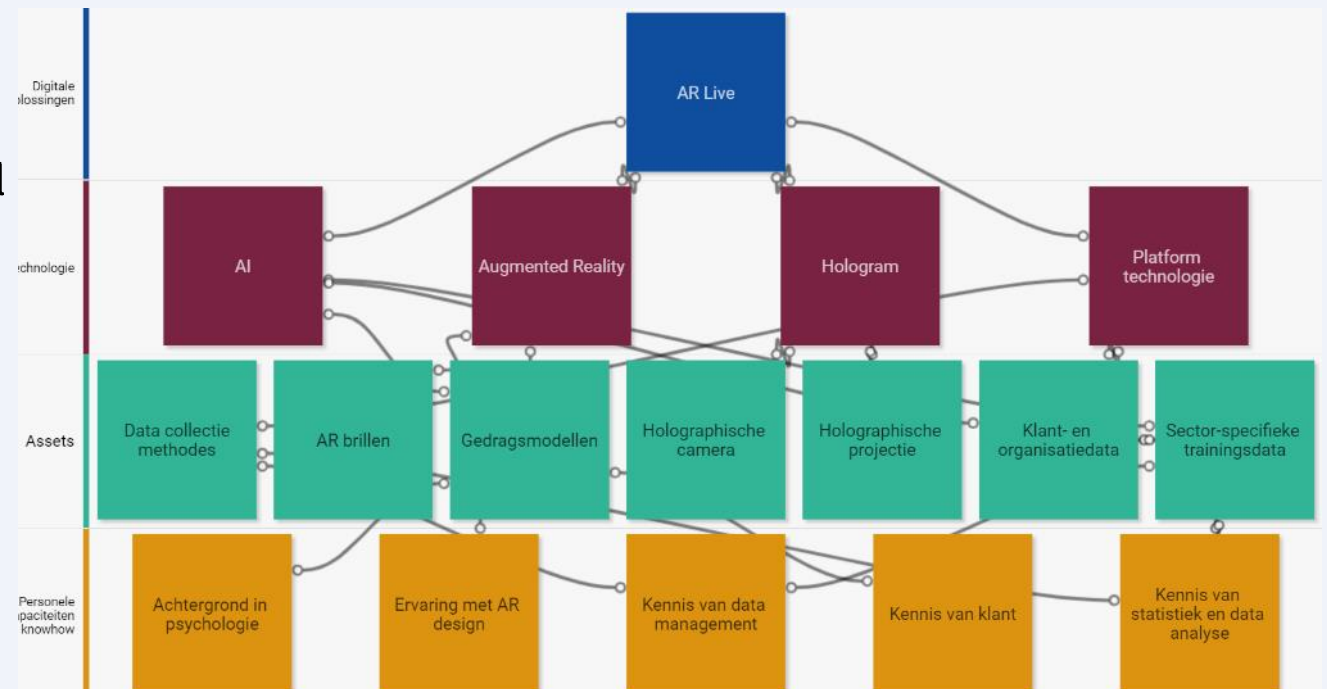 AR Live
Digitale
plossingen
AI
Augmented Reality
Hologram
Platform
technologie
echnologie
Assets
Data collectie
methodes
AR brillen
Gedragsmodellen
Holographische
camera
Holographische
projectie
Klant- en
organisatiedata
Sector-specifieke
trainingsdata
Personele
apaciteiten
knowhow
Achtergrond in
psychologie
Ervaring met AR
design
Kennis van data
management
Kennis van klant
Kennis van
statistiek en data
analyse